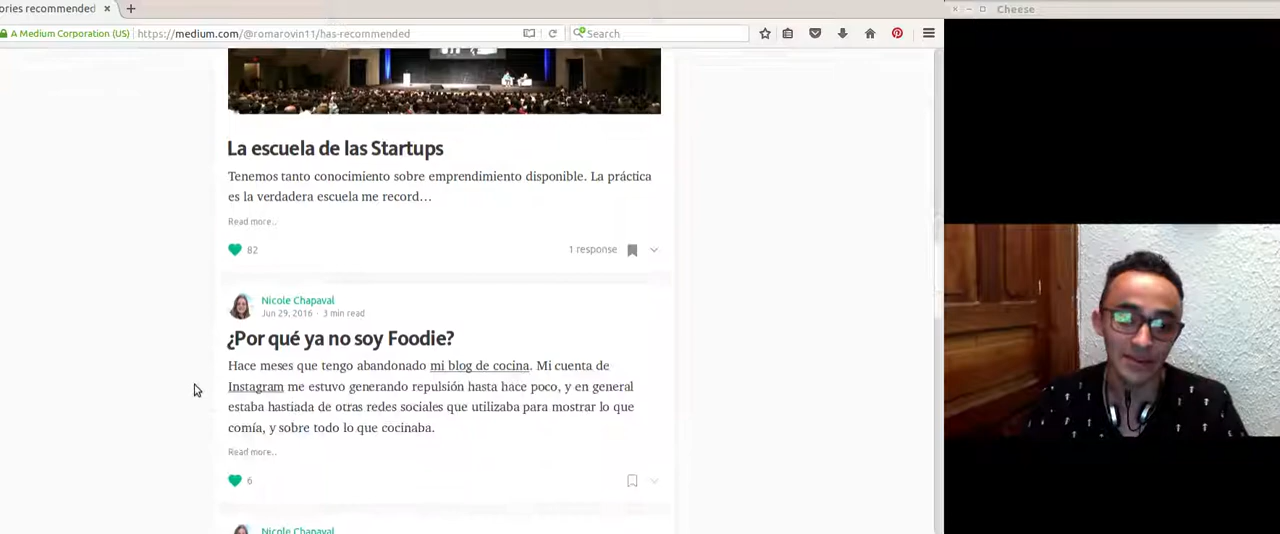 ories recommended × +
Cheese
A Medium Corporation (US) https://medium.com/@romarovin11/has-recommended
Search
La escuela de las Startups
Tenemos tanto conocimiento sobre emprendimiento disponible. La práctica
es la verdadera escuela me record…
Read more..
82
1 response
Nicole Chapaval
Jun 29, 2016 · 3 min read
¿Por qué ya no soy Foodie?
Hace meses que tengo abandonado mi blog de cocina. Mi cuenta de
Instagram me estuvo generando repulsión hasta hace poco, y en general
estaba hastiada de otras redes sociales que utilizaba para mostrar lo que
comía, y sobre todo lo que cocinaba.
Read more..
6
Nicole Chapaval